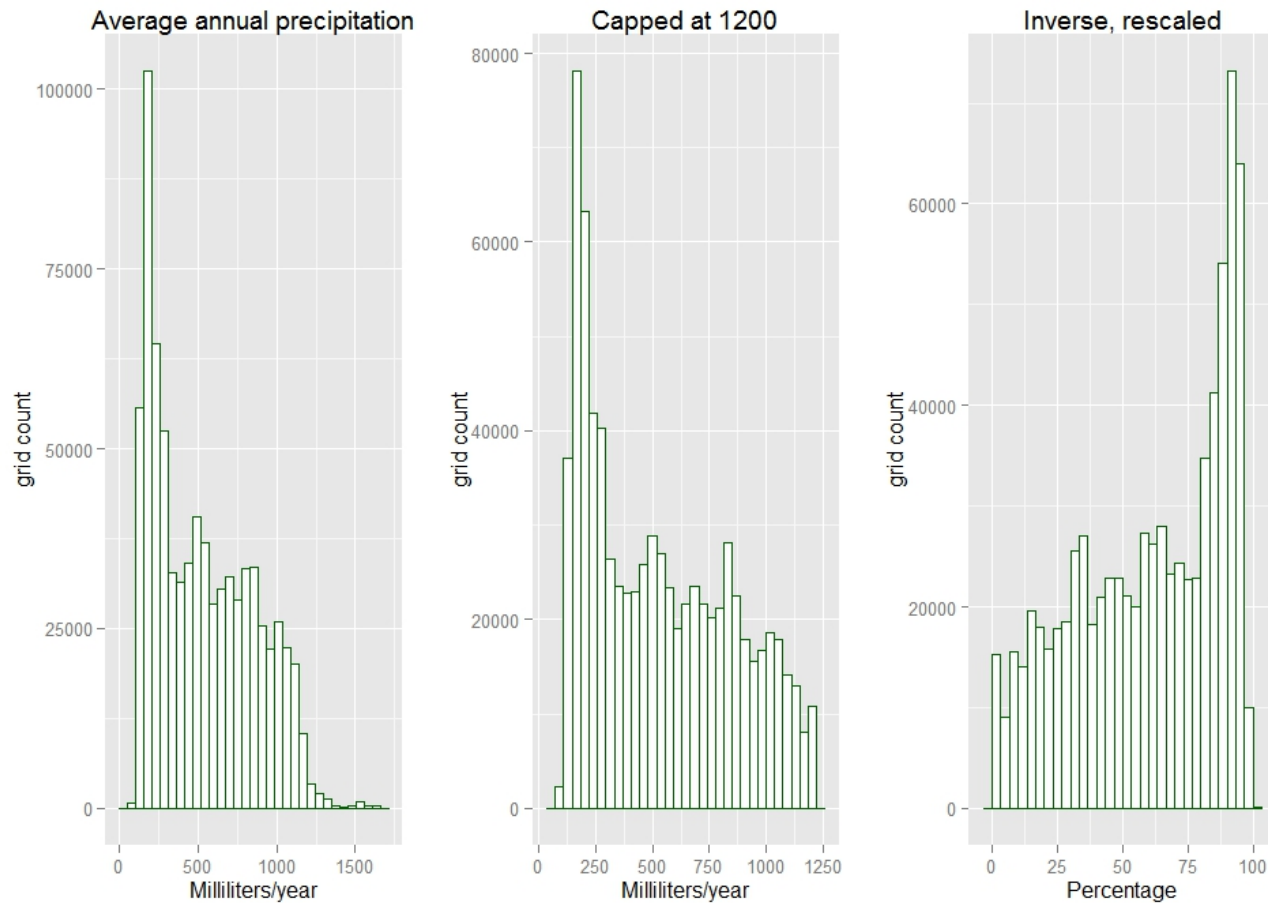 Average annual precipitation
grid count
100000
75000
50000
25000
0
0 500 1000 1500
Milliliters/year
Capped at 1200
grid count
80000
60000
40000
20000
0
0 250 500 750 1000 1250
Milliliters/year
Inverse, rescaled
grid count
60000
40000
20000
0
0 25 50 75 100
Percentage